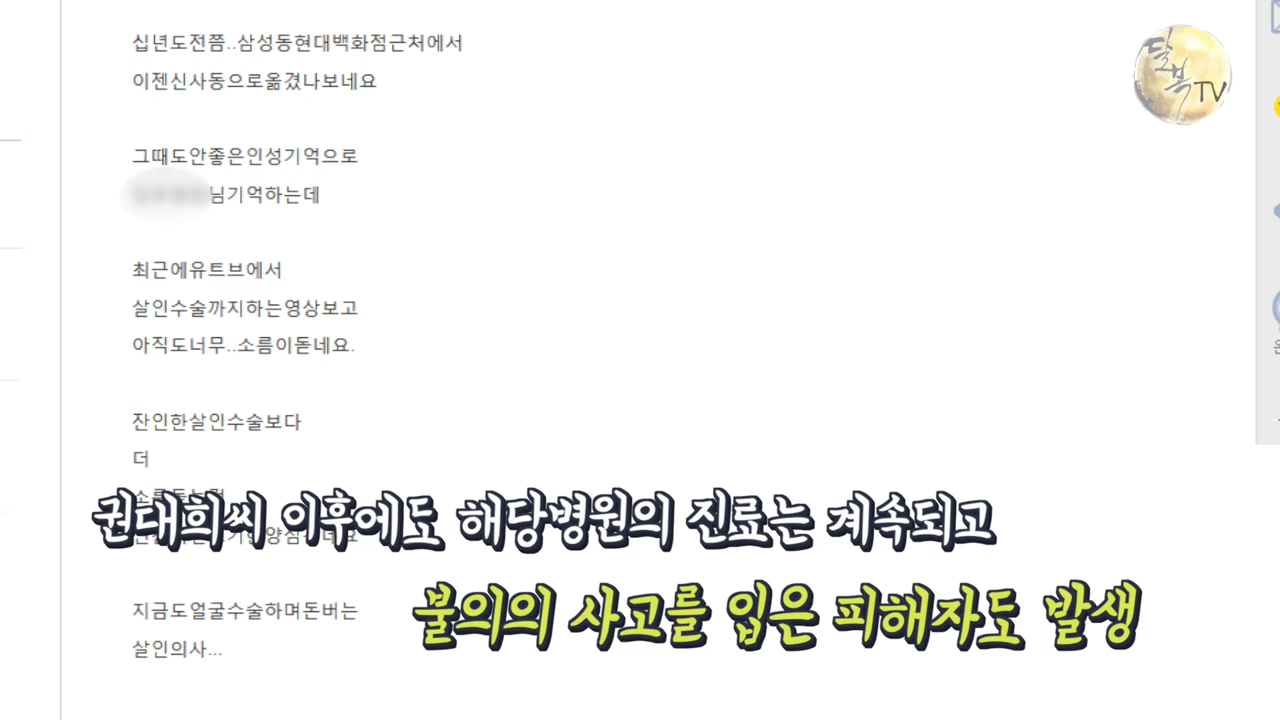 십년도전쯤..삼성동현대백화점근처에서
이젠신사동으로옮겼나보네요
그때도안좋은인성기억으로
님기억하는데
최근에유트브에서
살인수술까지하는영상보고
아직도너무..소름이돋네요.
잔인한살인수술보다
더
권대희씨 이후에도 해당병원의 진료는 계속되고
불의의 사고를 입은 피해자도 발생
지금도얼굴수술하며돈버는
살인의사...
달봄TV